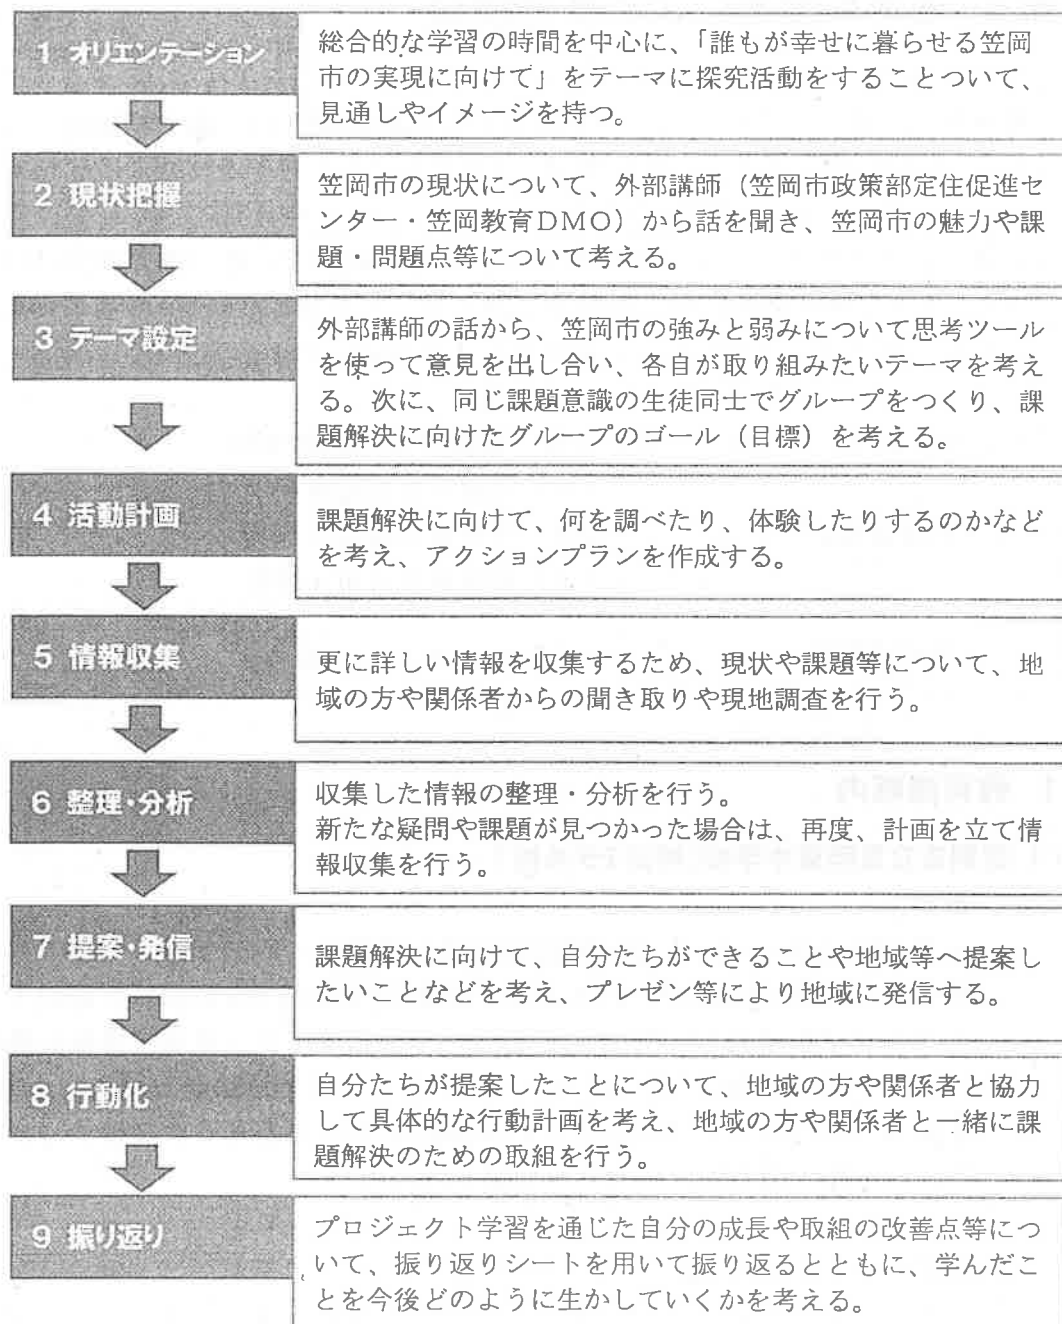 1 オリエンテーション
総合的な学習の時間を中心に、「誰もが幸せに暮らせる笠岡
市の実現に向けて」をテーマに探究活動をすることついて、
見通しやイメージを持つ。
2 現状把握
笠岡市の現状について、外部講師（笠岡市政策部定住促進セ
ンター・笠岡教育DMO）から話を聞き、笠岡市の魅力や課
題・問題点等について考える。
3 テーマ設定
外部講師の話から、笠岡市の強みと弱みについて思考ツール
を使って意見を出し合い、各自が取り組みたいテーマを考え
る。次に、同じ課題意識の生徒同士でグループをつくり、課
題解決に向けたグループのゴール（目標）を考える。
4 活動計画
課題解決に向けて、何を調べたり、体験したりするのかなど
を考え、アクションプランを作成する。
5 情報収集
更に詳しい情報を収集するため、現状や課題等について、地
域の方や関係者からの聞き取りや現地調査を行う。
6 整理・分析
収集した情報の整理・分析を行う。
新たな疑問や課題が見つかった場合は、再度、計画を立て情
報収集を行う。
7 提案・発信
課題解決に向けて、自分たちができることや地域等へ提案し
たいことなどを考え、プレゼン等により地域に発信する。
8 行動化
自分たちが提案したことについて、地域の方や関係者と協力
して具体的な行動計画を考え、地域の方や関係者と一緒に課
題解決のための取組を行う。
9 振り返り
プロジェクト学習を通じた自分の成長や取組の改善点等につ
いて、振り返りシートを用いて振り返るとともに、学んだこ
とを今後どのように生かしていくかを考える。